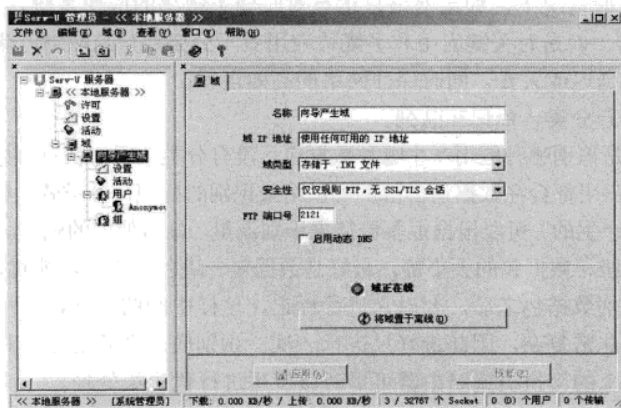 Serv-U 管理员 - << 本地服务器 >>
文件(F) 编辑(E) 域(D) 查看(V) 窗口(W) 帮助(H)
Serv-U 服务器
<< 本地服务器 >>
许可
设置
活动
域
向导产生域
设置
活动
用户
Anonymou
组
域
名称 向导产生域
域 IP 地址 使用任何可用的 IP 地址
域类型 存储于 .INI 文件
安全性 仅仅规则 FTP，无 SSL/TLS 会话
FTP 端口号 2121
启用动态 DNS
域正在线
将域置于离线(Q)
<< 本地服务器 >> [系统管理员] 下载: 0.000 KB/秒 / 上传: 0.000 KB/秒 3 / 32767 个 Socket 0 (0) 个用户 0 个传输